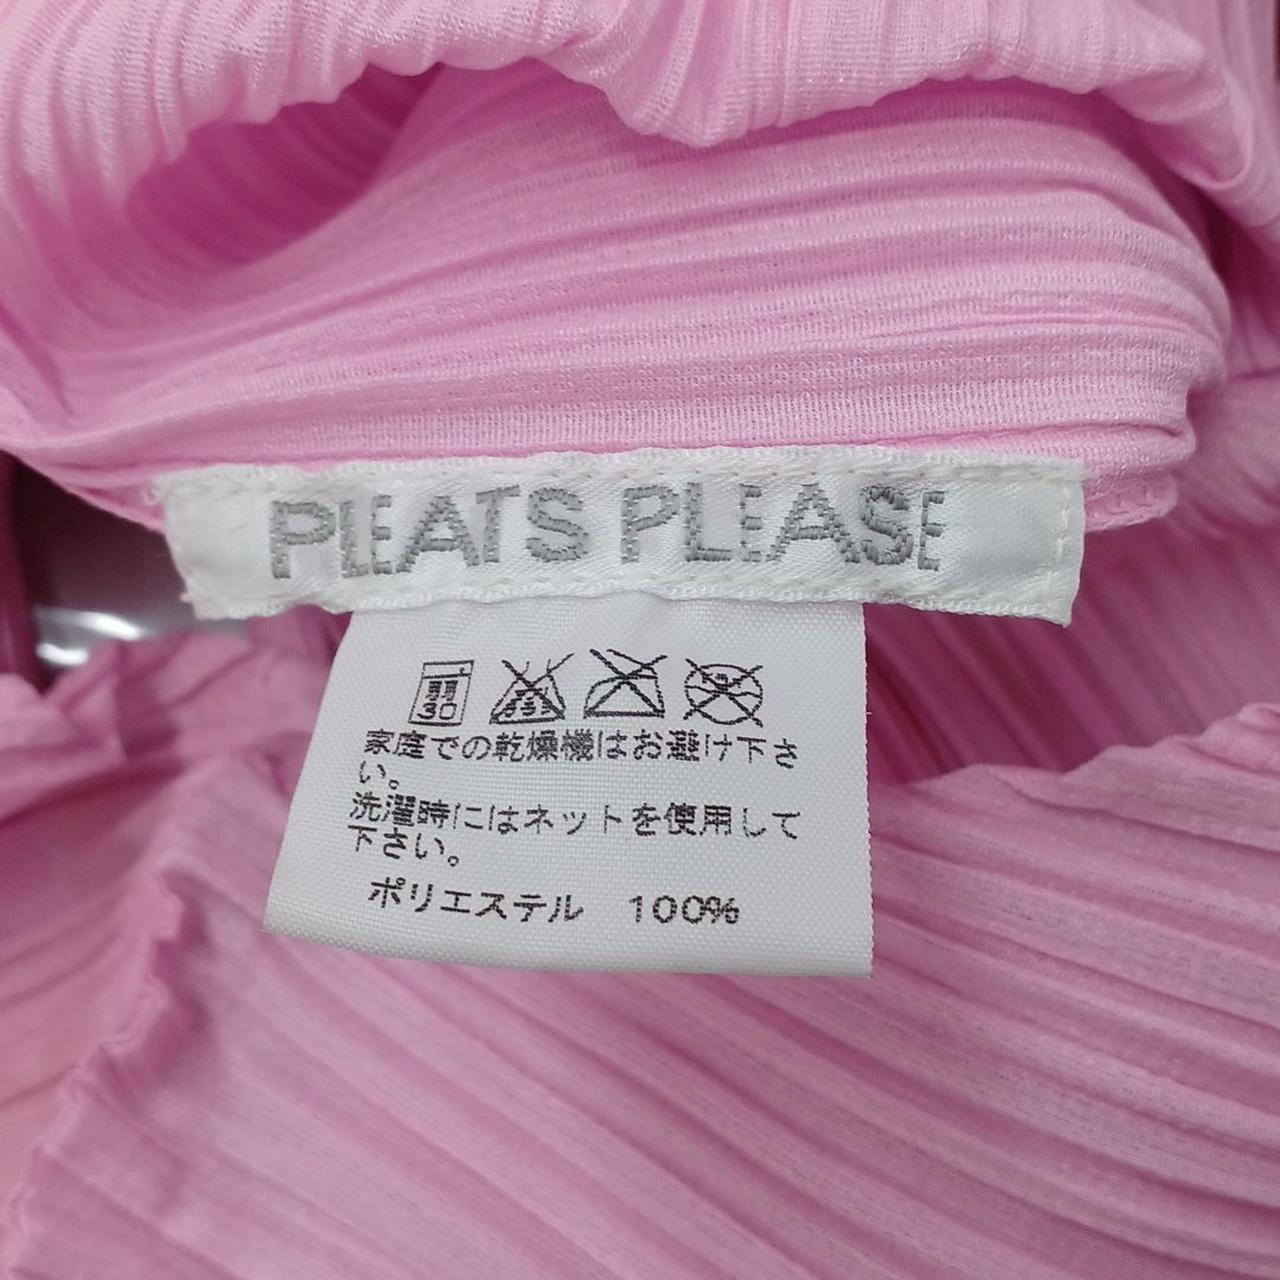 PLEATS PLEASE
30
家庭での乾燥機はお避け下さ
い。
洗濯時にはネットを使用して
下さい。
ポリエステル 100%